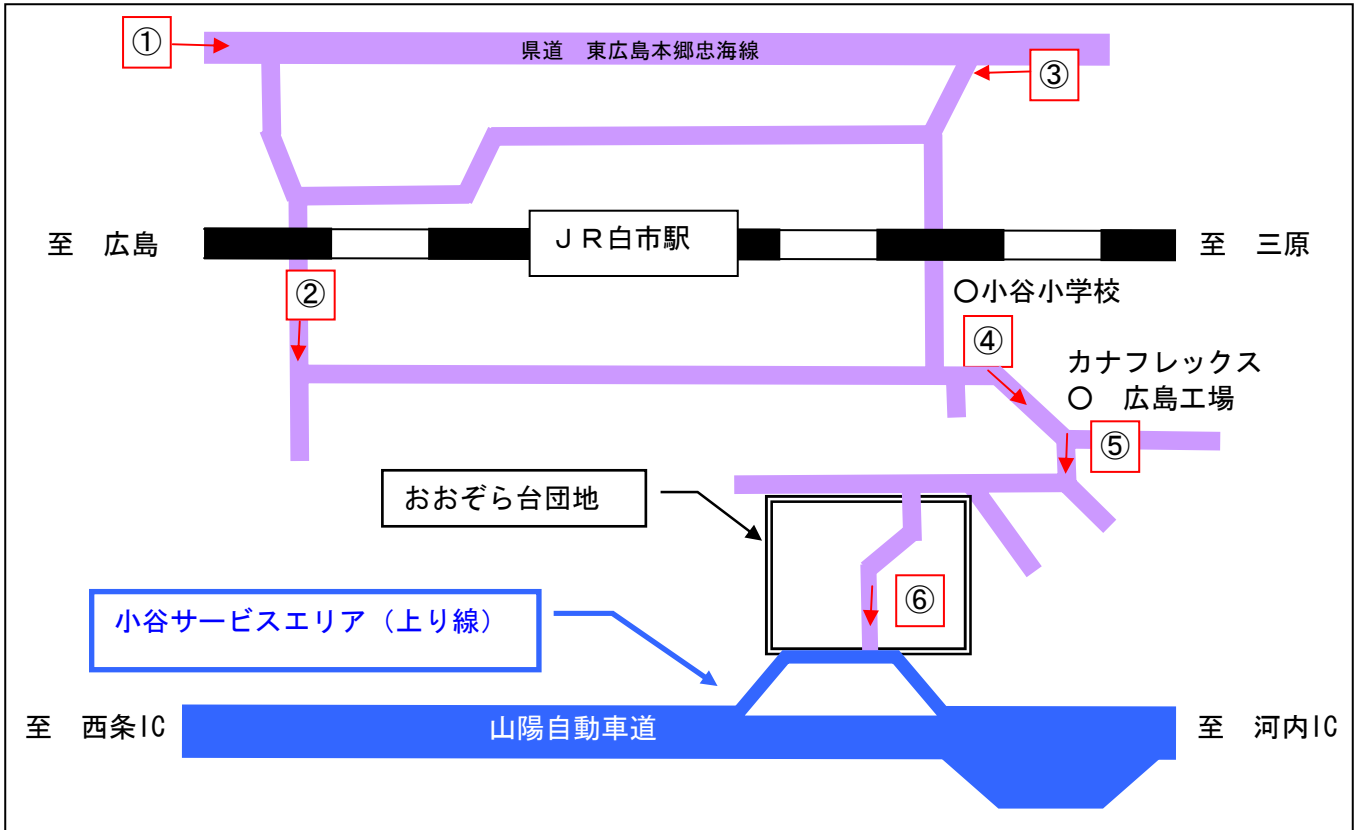 ①
県道　東広島本郷忠海線
③
至　広島
ＪＲ白市駅
至　三原
②
〇小谷小学校
④
カナフレックス
〇　広島工場
⑤
おおぞら台団地
⑥
小谷サービスエリア（上り線）
至　西条IC
山陽自動車道
至　河内IC